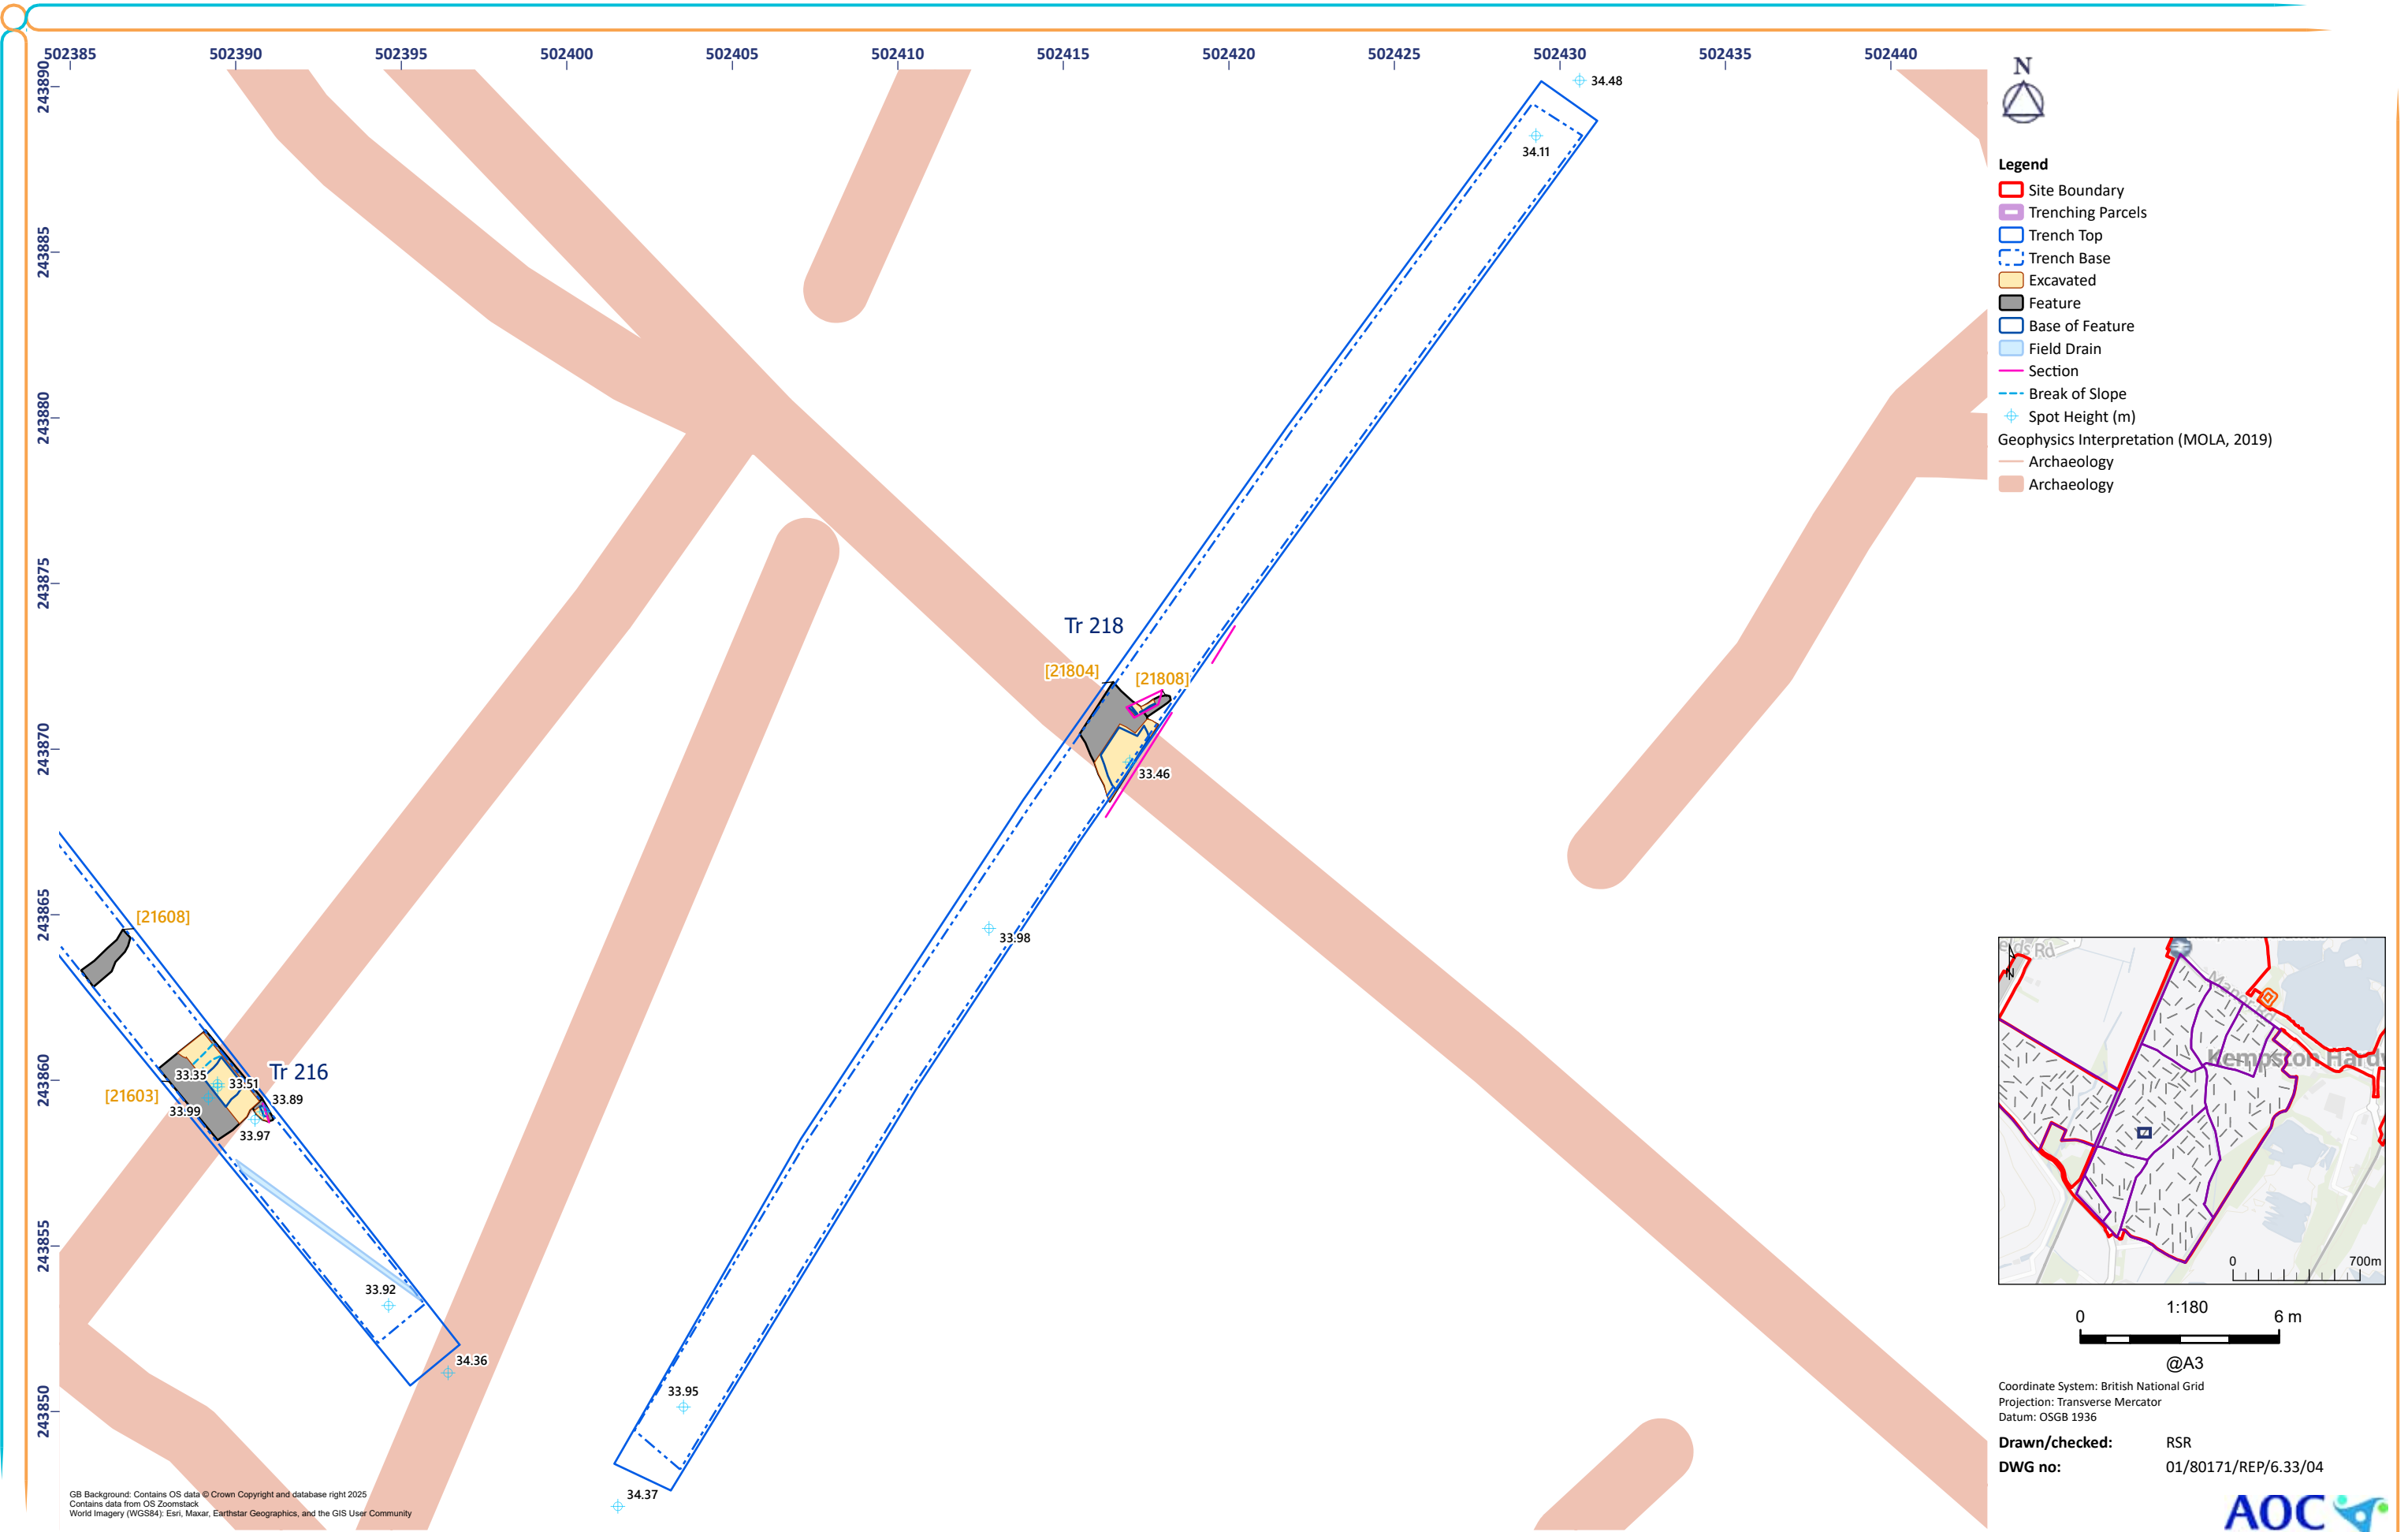 502385 502390 502395 502400 502405 502410 502415 502420 502425 502430 502435 502440
243890
243885
243880
243875
243870
243865
243860
243855
243850
34.48
34.11
Tr 218
[21804]
[21808]
33.46
33.98
[21608]
Tr 216
33.35
33.51
[21603]
33.89
33.99
33.97
33.92
34.36
33.95
34.37
GB Background: Contains OS data © Crown Copyright and database right 2025
Contains data from OS Zoomstack
World Imagery (WGS84): Esri, Maxar, Earthstar Geographics, and the GIS User Community
N
Legend
Site Boundary
Trenching Parcels
Trench Top
Trench Base
Excavated
Feature
Base of Feature
Field Drain
Section
Break of Slope
Spot Height (m)
Geophysics Interpretation (MOLA, 2019)
Archaeology
Archaeology
elds Rd
N
Manor Rd
Kempston Hardw
0 700m
1:180
0 6 m
@A3
Coordinate System: British National Grid
Projection: Transverse Mercator
Datum: OSGB 1936
Drawn/checked: RSR
DWG no: 01/80171/REP/6.33/04
AOC